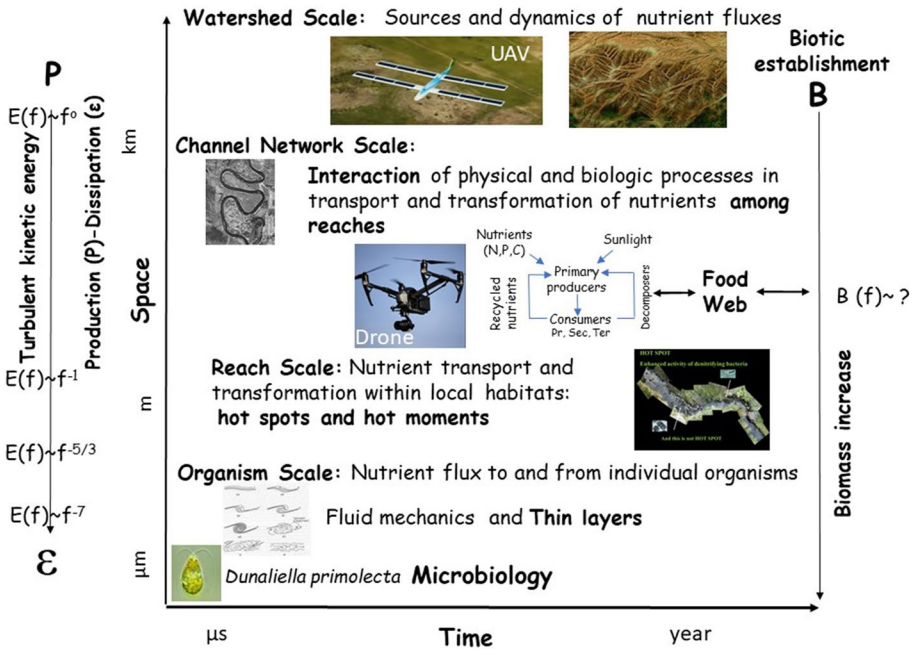 Watershed Scale: Sources and dynamics of nutrient fluxes
UAV
Biotic
establishment
B
P
E(f)~f⁰
Turbulent kinetic energy
Production (P)-Dissipation (ε)
km
Channel Network Scale:
Interaction of physical and biologic processes in
transport and transformation of nutrients among
reaches
Nutrients
(N,P,C)
Sunlight
Primary
producers
Recycled
nutrients
Decomposers
Consumers
Pr, Sec, Ter
Food
Web
B (f)~ ?
Drone
Space
Reach Scale: Nutrient transport and
transformation within local habitats:
hot spots and hot moments
HOT SPOT
Enhanced activity of denitrifying bacteria
And this is not HOT SPOT
E(f)~f⁻¹
m
E(f)~f⁻⁵/³
Biomass increase
Organism Scale: Nutrient flux to and from individual organisms
E(f)~f⁻⁷
Fluid mechanics and Thin layers
ε
μm
Dunaliella primolecta Microbiology
μs
Time
year